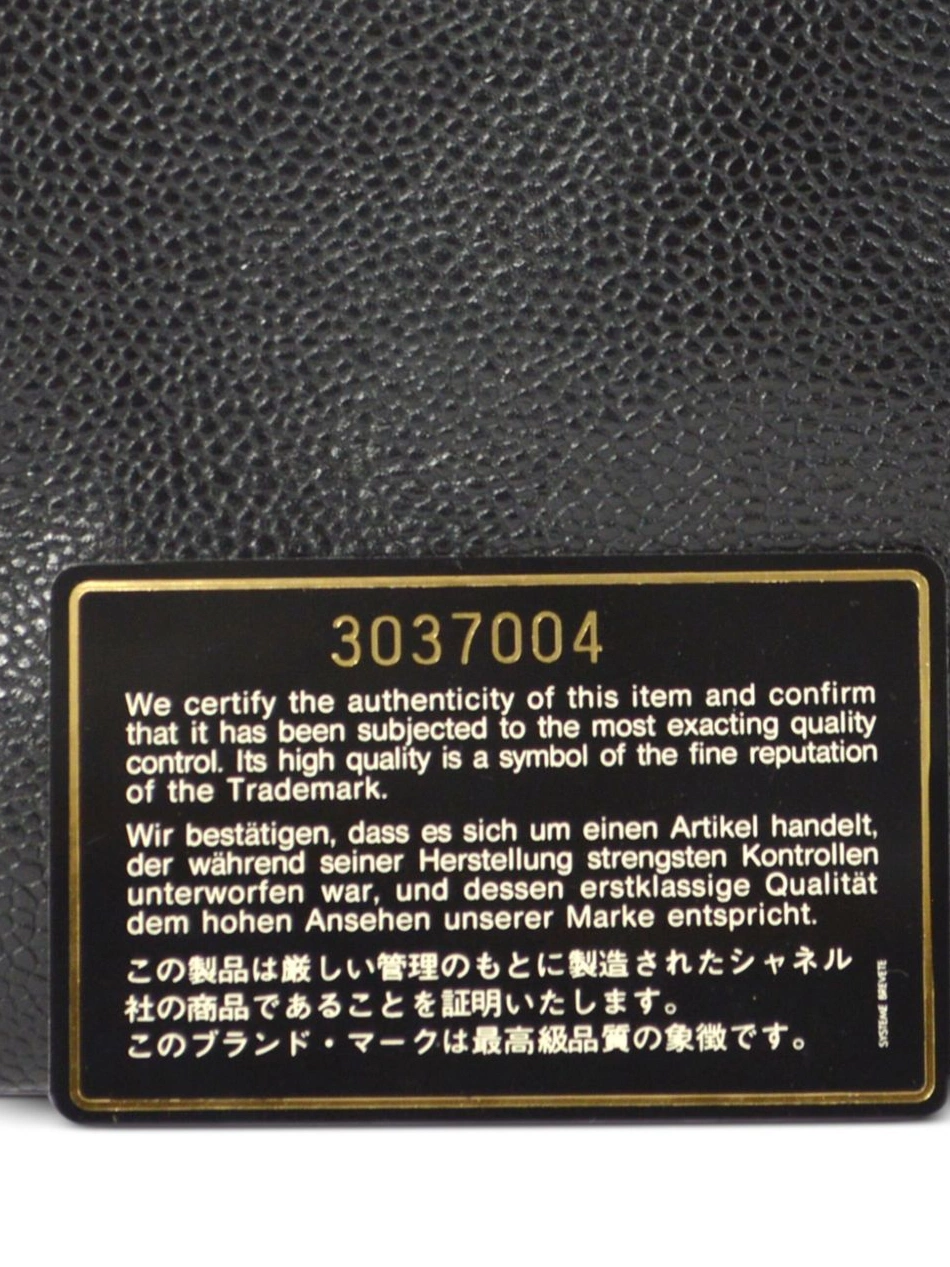 3037004
We certify the authenticity of this item and confirm
that it has been subjected to the most exacting quality
control. Its high quality is a symbol of the fine reputation
of the Trademark.
Wir bestätigen, dass es sich um einen Artikel handelt,
der während seiner Herstellung strengsten Kontrollen
unterworfen war, und dessen erstklassige Qualität
dem hohen Ansehen unserer Marke entspricht.
この製品は厳しい管理のもとに製造されたシャネル
社の商品であることを証明いたします。
このブランド・マークは最高級品質の象徴です。
SYSTEME BREVETE